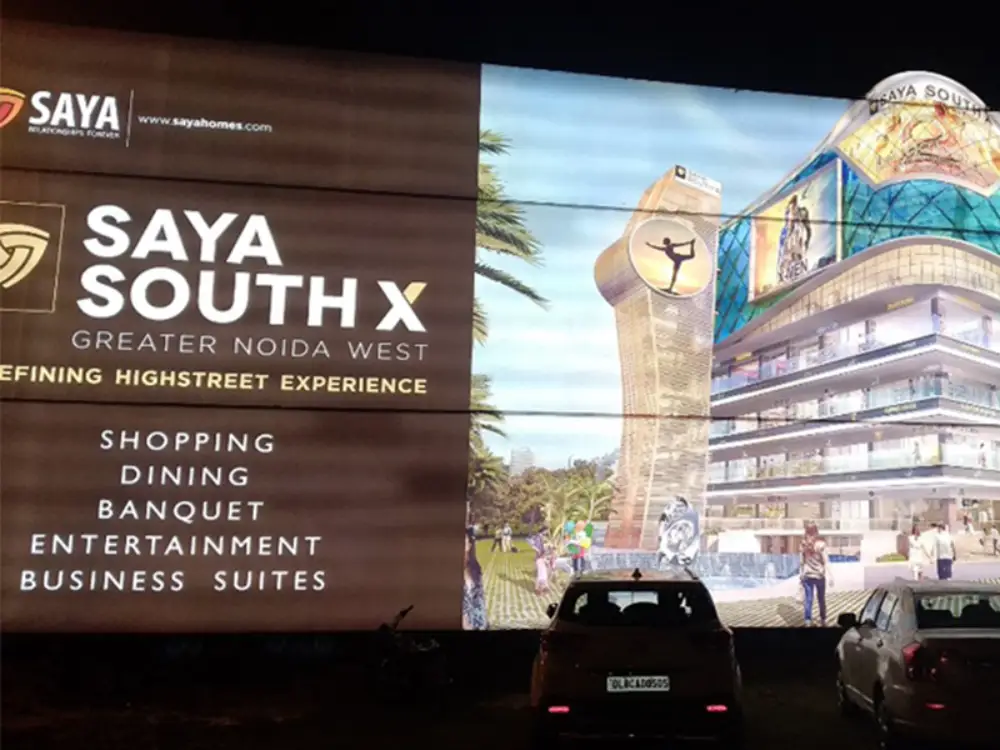 SAYA
RELATIONSHIPS FOREVER
www.sayahomes.com
SAYA
SOUTH X
GREATER NOIDA WEST
EFINING HIGHSTREET EXPERIENCE
SHOPPING
DINING
BANQUET
ENTERTAINMENT
BUSINESS SUITES
SAYA SOUTH
MEN